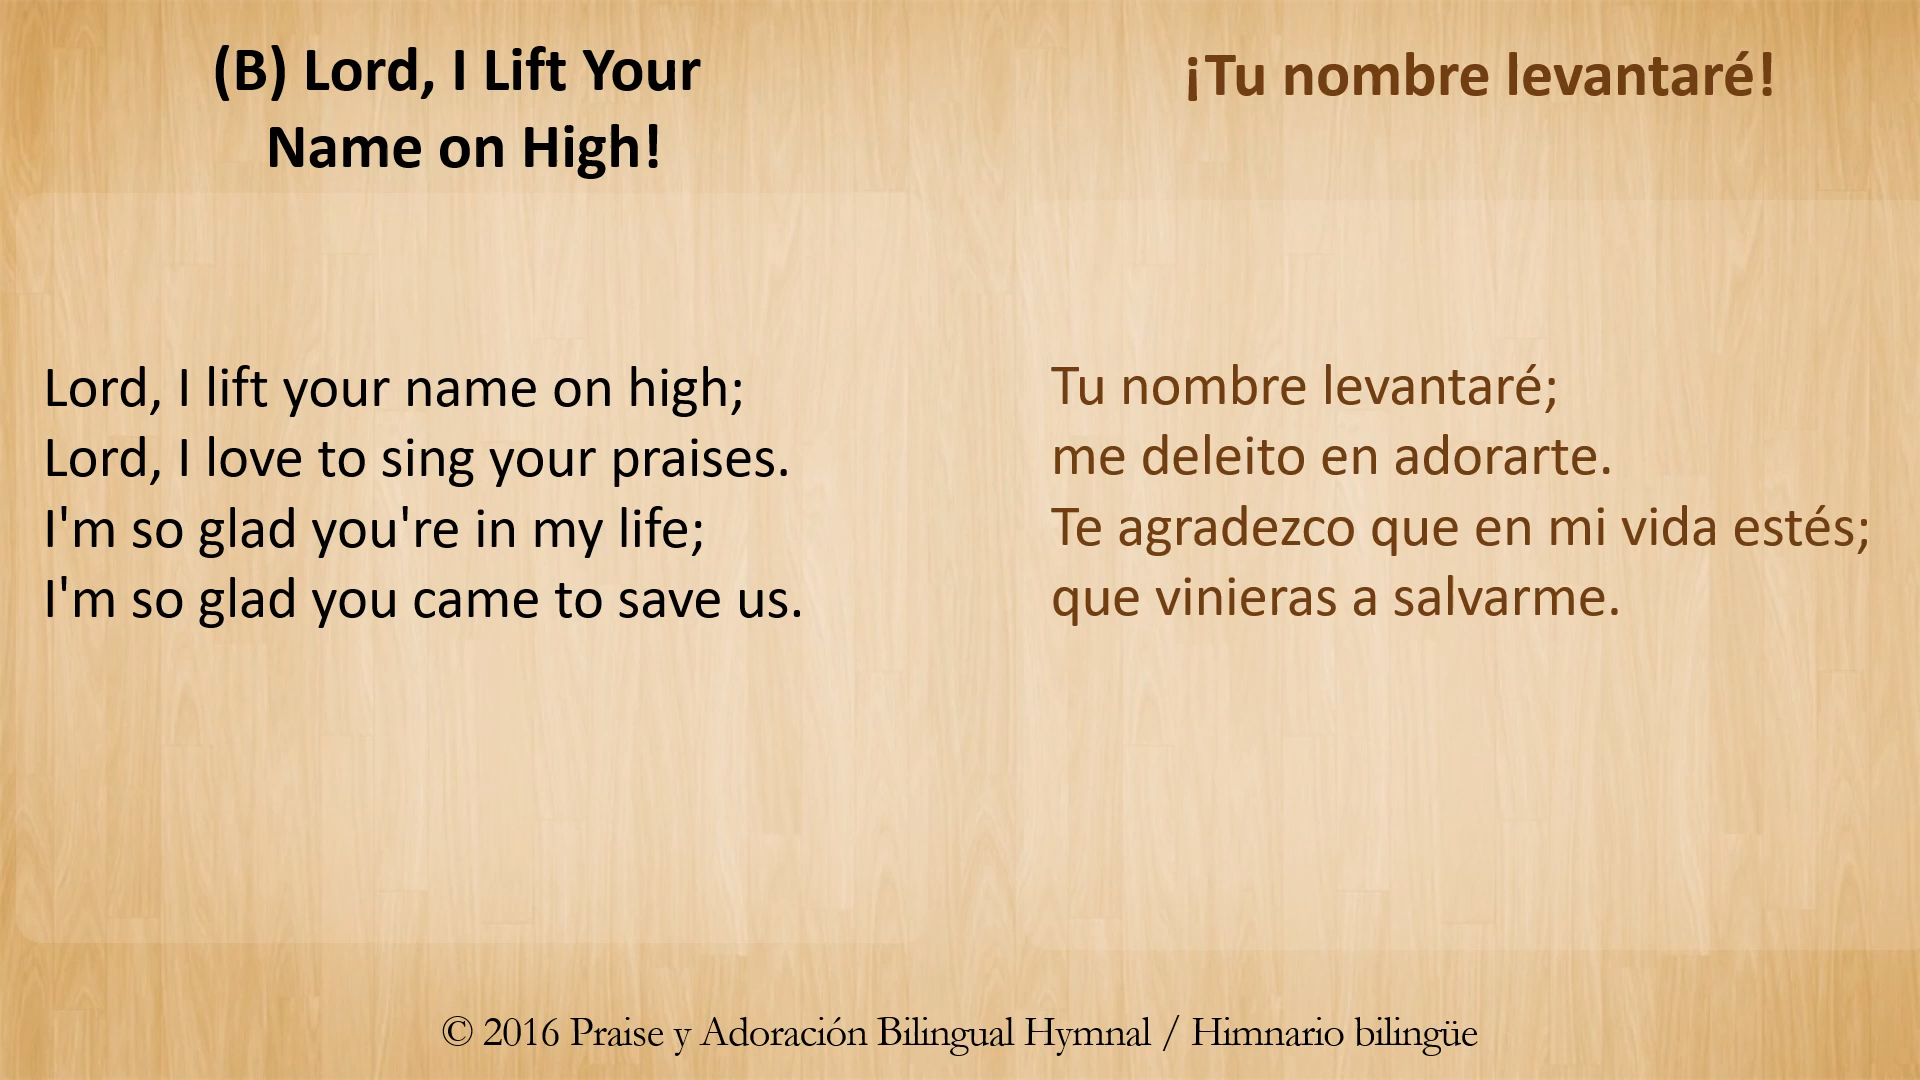 (B) Lord, I Lift Your
Name on High!
Lord, I lift your name on high;
Lord, I love to sing your praises.
I'm so glad you're in my life;
I'm so glad you came to save us.
¡Tu nombre levantaré!
Tu nombre levantaré;
me deleito en adorarte.
Te agradezco que en mi vida estés;
que vinieras a salvarme.
© 2016 Praise y Adoración Bilingual Hymnal / Himnario bilingüe